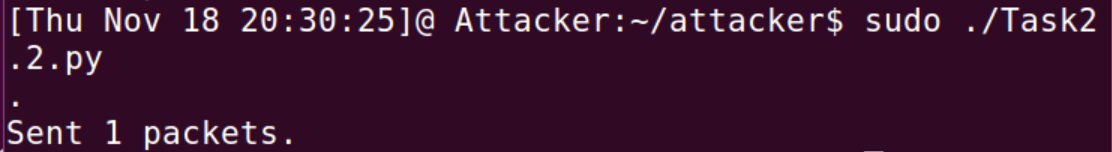 [Thu Nov 18 20:30:25]@ Attacker:~/attacker$ sudo ./Task2
.2.py
.
Sent 1 packets.